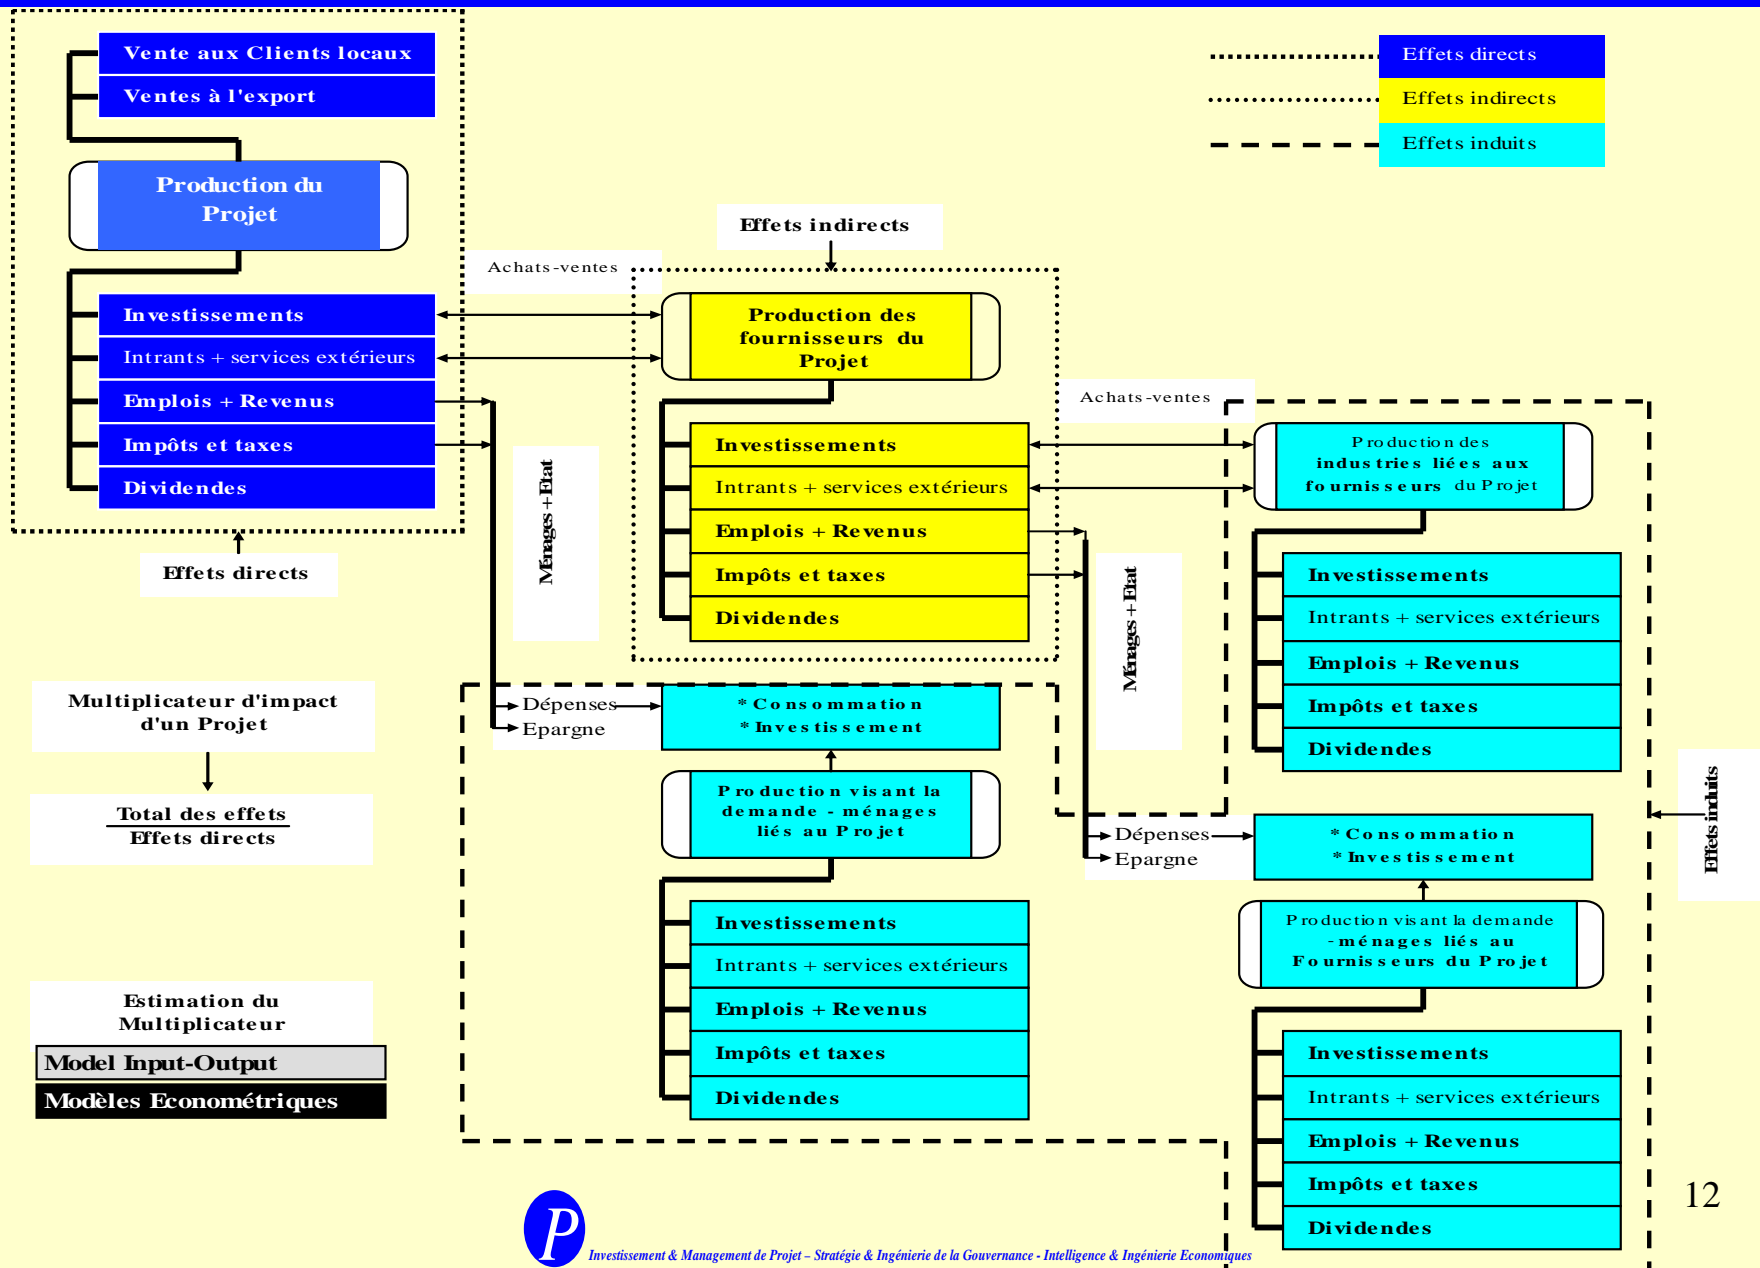 Vente aux Clients locaux
Ventes à l'export
Production du
Projet
Investissements
Intrants + services extérieurs
Emplois + Revenus
Impôts et taxes
Dividendes
Effets directs
Effets directs
Effets indirects
Effets induits
Effets indirects
Achats-ventes
Production des
fournisseurs du
Projet
Investissements
Intrants + services extérieurs
Emplois + Revenus
Impôts et taxes
Dividendes
Ménages+Etat
Achats-ventes
Production des
industries liées aux
fournisseurs du Projet
Investissements
Intrants + services extérieurs
Emplois + Revenus
Impôts et taxes
Dividendes
Ménages+Etat
Multiplicateur d'impact
d'un Projet
Total des effets
Effets directs
Dépenses
Epargne
* Consommation
* Investissement
Production visant la
demande - ménages
liés au Projet
Investissements
Intrants + services extérieurs
Emplois + Revenus
Impôts et taxes
Dividendes
Dépenses
Epargne
* Consommation
* Investissement
Production visant la demande
- ménages liés au
Fournisseurs du Projet
Investissements
Intrants + services extérieurs
Emplois + Revenus
Impôts et taxes
Dividendes
Effets induits
Estimation du
Multiplicateur
Model Input-Output
Modèles Econométriques
12
P
Investissement & Management de Projet – Stratégie & Ingénierie de la Gouvernance - Intelligence & Ingénierie Economiques